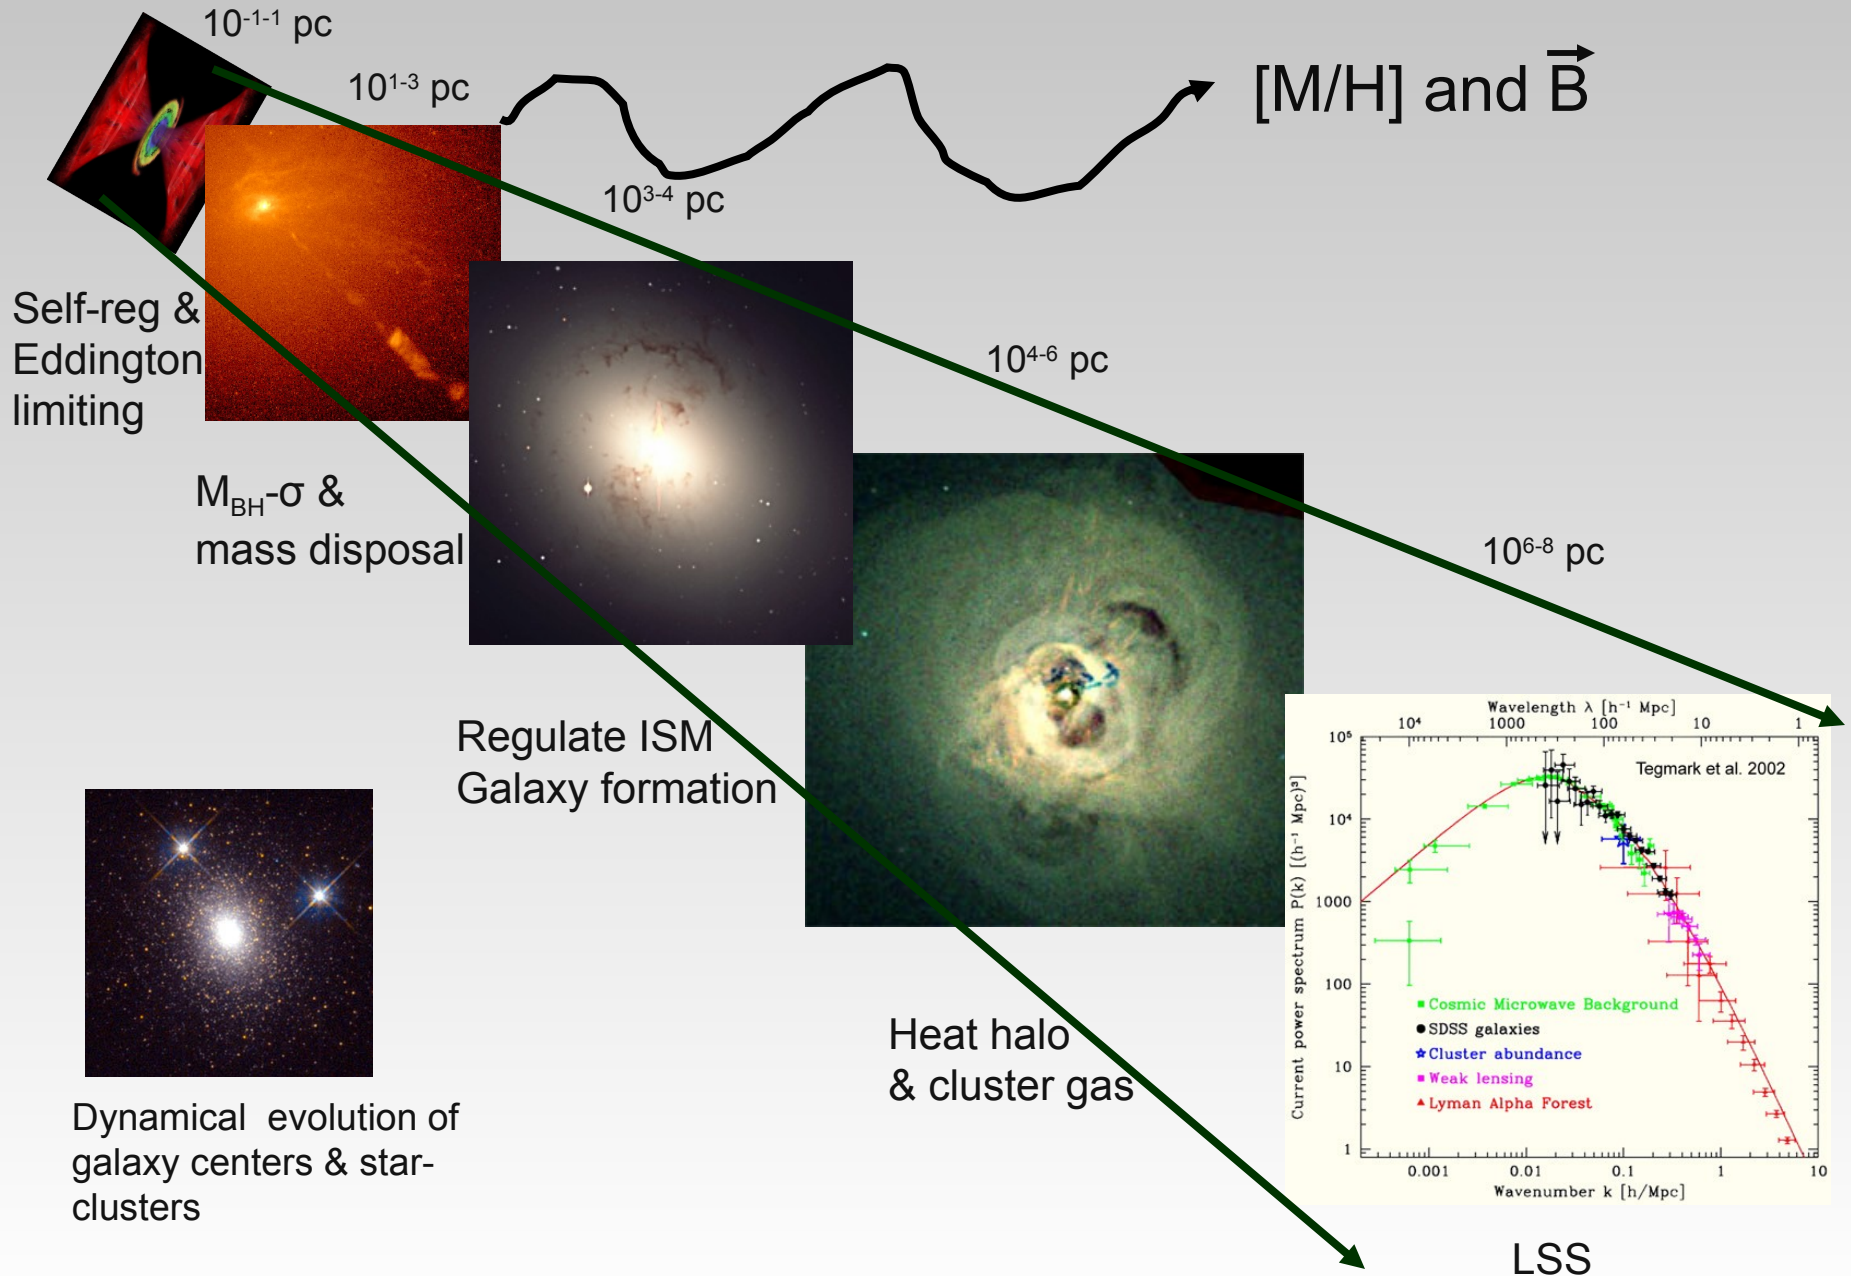 10⁻¹⁻¹ pc
10¹⁻³ pc
[M/H] and B⃗
10³⁻⁴ pc
Self-reg &
Eddington
limiting
10⁴⁻⁶ pc
M_BH-σ &
mass disposal
10⁶⁻⁸ pc
Regulate ISM
Galaxy formation
Wavelength λ [h⁻¹ Mpc]
10⁴ 1000 100 10 1
Tegmark et al. 2002
Current power spectrum P(k) [(h⁻¹ Mpc)³]
10⁵
10⁴
1000
100
10
1
Cosmic Microwave Background
SDSS galaxies
Cluster abundance
Weak lensing
Lyman Alpha Forest
0.001 0.01 0.1 1 10
Wavenumber k [h/Mpc]
Heat halo
& cluster gas
Dynamical evolution of
galaxy centers & star-
clusters
LSS